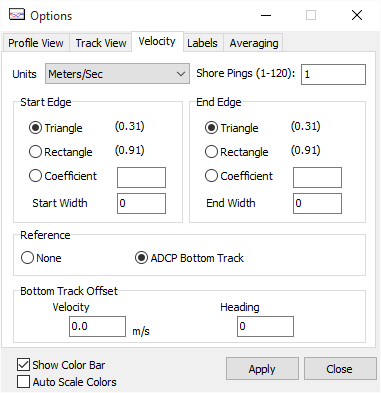 Options
Profile View Track View Velocity Labels Averaging
Units Meters/Sec Shore Pings (1-120): 1
Start Edge
Triangle (0.31)
Rectangle (0.91)
Coefficient
Start Width 0
End Edge
Triangle (0.31)
Rectangle (0.91)
Coefficient
End Width 0
Reference
None ADCP Bottom Track
Bottom Track Offset
Velocity Heading
0.0 m/s 0
Show Color Bar
Auto Scale Colors
Apply Close